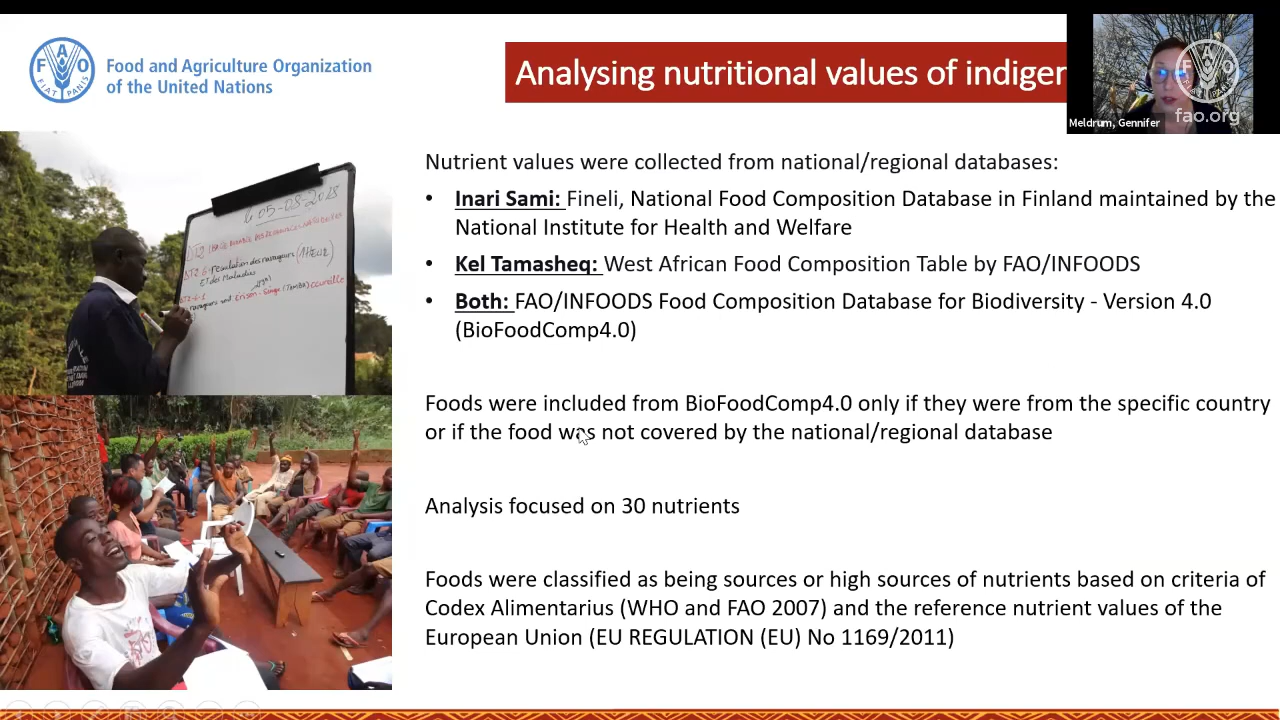 Food and Agriculture Organization
of the United Nations
F A O
FIAT PANIS
Analysing nutritional values of indiger
fao.org
Meldrum, Gennifer
05-08-2018
Nutrient values were collected from national/regional databases:
• Inari Sami: Fineli, National Food Composition Database in Finland maintained by the
National Institute for Health and Welfare
• Kel Tamasheq: West African Food Composition Table by FAO/INFOODS
• Both: FAO/INFOODS Food Composition Database for Biodiversity - Version 4.0
(BioFoodComp4.0)
Foods were included from BioFoodComp4.0 only if they were from the specific country
or if the food was not covered by the national/regional database
Analysis focused on 30 nutrients
Foods were classified as being sources or high sources of nutrients based on criteria of
Codex Alimentarius (WHO and FAO 2007) and the reference nutrient values of the
European Union (EU REGULATION (EU) No 1169/2011)